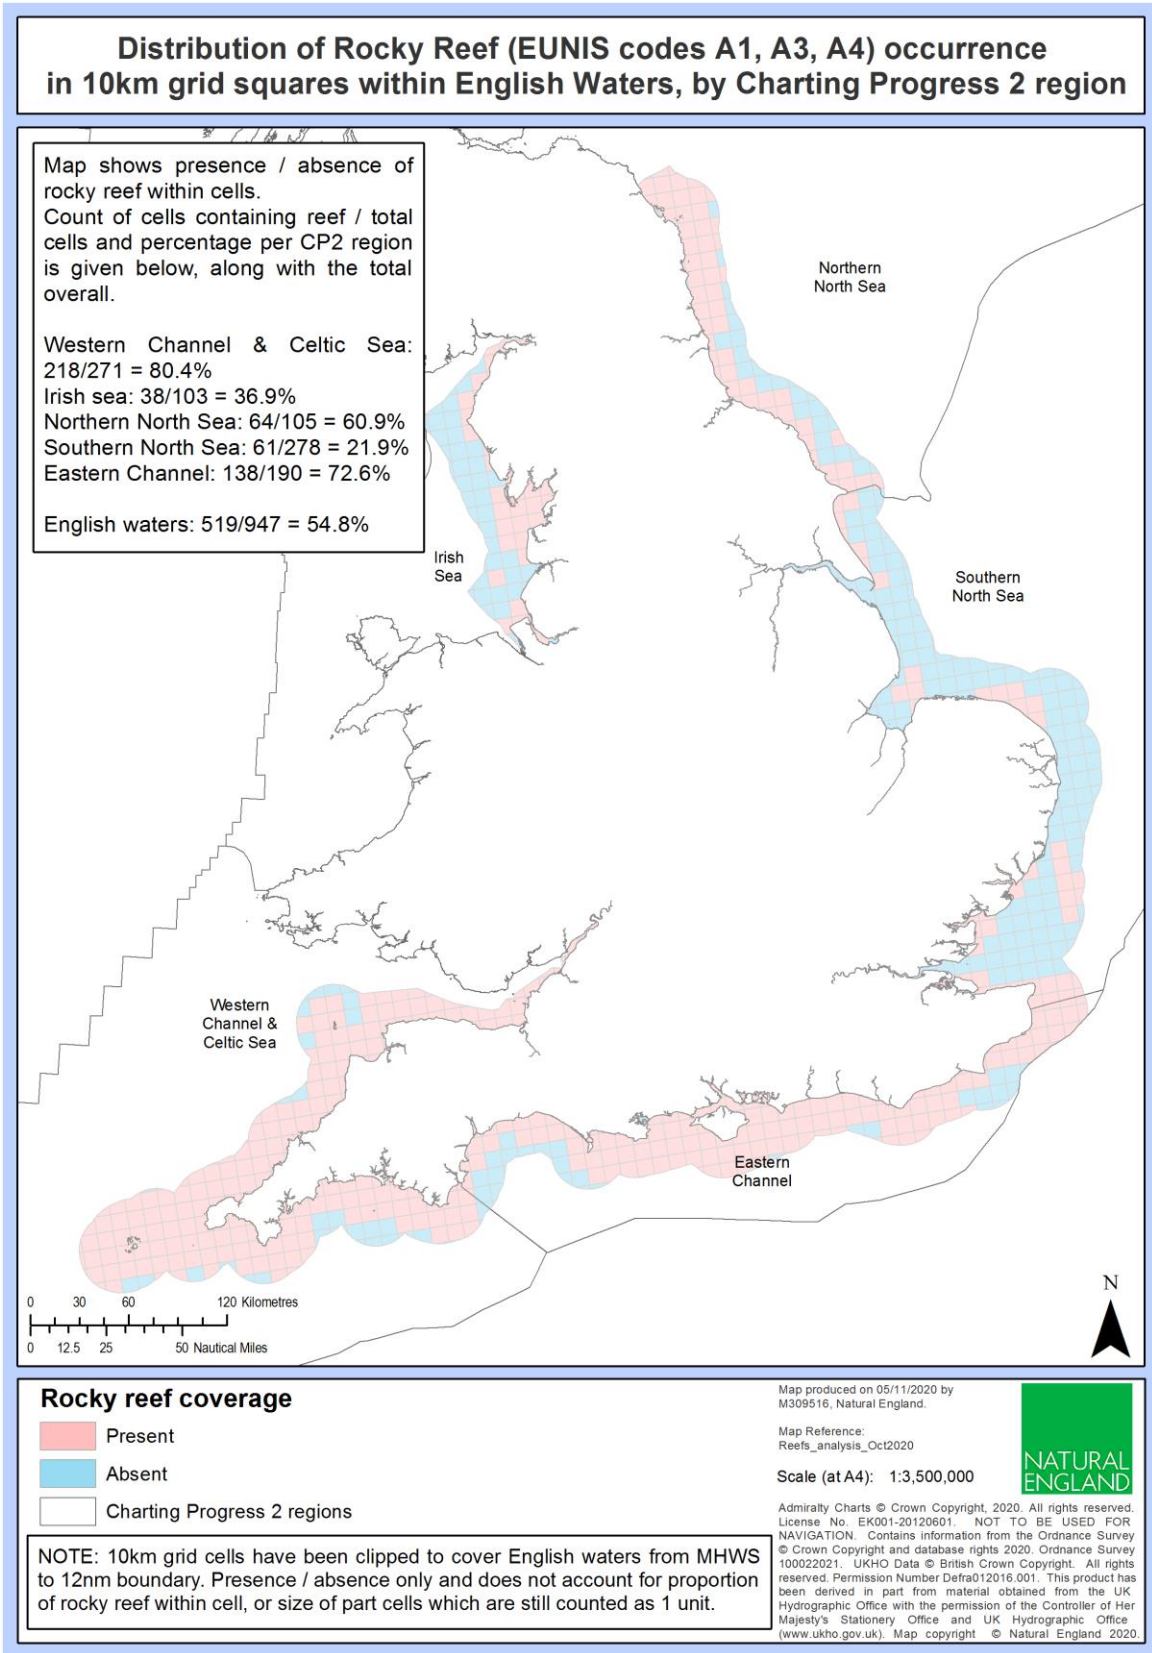 Distribution of Rocky Reef (EUNIS codes A1, A3, A4) occurrence
in 10km grid squares within English Waters, by Charting Progress 2 region
Map shows presence / absence of
rocky reef within cells.
Count of cells containing reef / total
cells and percentage per CP2 region
is given below, along with the total
overall.
Western Channel & Celtic Sea:
218/271 = 80.4%
Irish sea: 38/103 = 36.9%
Northern North Sea: 64/105 = 60.9%
Southern North Sea: 61/278 = 21.9%
Eastern Channel: 138/190 = 72.6%
English waters: 519/947 = 54.8%
Northern
North Sea
Irish
Sea
Southern
North Sea
Western
Channel &
Celtic Sea
Eastern
Channel
N
0 30 60 120 Kilometres
0 12.5 25 50 Nautical Miles
Rocky reef coverage
Present
Absent
Charting Progress 2 regions
NOTE: 10km grid cells have been clipped to cover English waters from MHWS
to 12nm boundary. Presence / absence only and does not account for proportion
of rocky reef within cell, or size of part cells which are still counted as 1 unit.
Map produced on 05/11/2020 by
M309516, Natural England.
Map Reference:
Reefs_analysis_Oct2020
Scale (at A4): 1:3,500,000
NATURAL
ENGLAND
Admiralty Charts © Crown Copyright, 2020. All rights reserved.
License No. EK001-20120601. NOT TO BE USED FOR
NAVIGATION. Contains information from the Ordnance Survey
© Crown Copyright and database rights 2020. Ordnance Survey
100022021. UKHO Data © British Crown Copyright. All rights
reserved. Permission Number Defra012016.001. This product has
been derived in part from material obtained from the UK
Hydrographic Office with the permission of the Controller of Her
Majesty's Stationery Office and UK Hydrographic Office
(www.ukho.gov.uk). Map copyright © Natural England 2020.